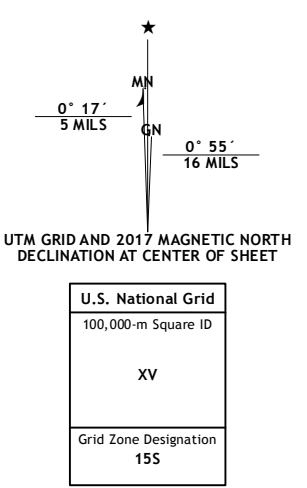 ★
MN
0° 17´
5 MILS
GN
0° 55´
16 MILS
UTM GRID AND 2017 MAGNETIC NORTH
DECLINATION AT CENTER OF SHEET
U.S. National Grid
100,000-m Square ID
XV
Grid Zone Designation
15S